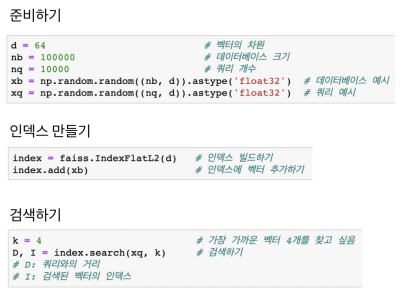 준비하기
d = 64 # 벡터의 차원
nb = 100000 # 데이터베이스 크기
nq = 10000 # 쿼리 개수
xb = np.random.random((nb, d)).astype('float32') # 데이터베이스 예시
xq = np.random.random((nq, d)).astype('float32') # 쿼리 예시
인덱스 만들기
index = faiss.IndexFlatL2(d) # 인덱스 빌드하기
index.add(xb) # 인덱스에 벡터 추가하기
검색하기
k = 4 # 가장 가까운 벡터 4개를 찾고 싶음
D, I = index.search(xq, k) # 검색하기
# D: 쿼리와의 거리
# I: 검색된 벡터의 인덱스